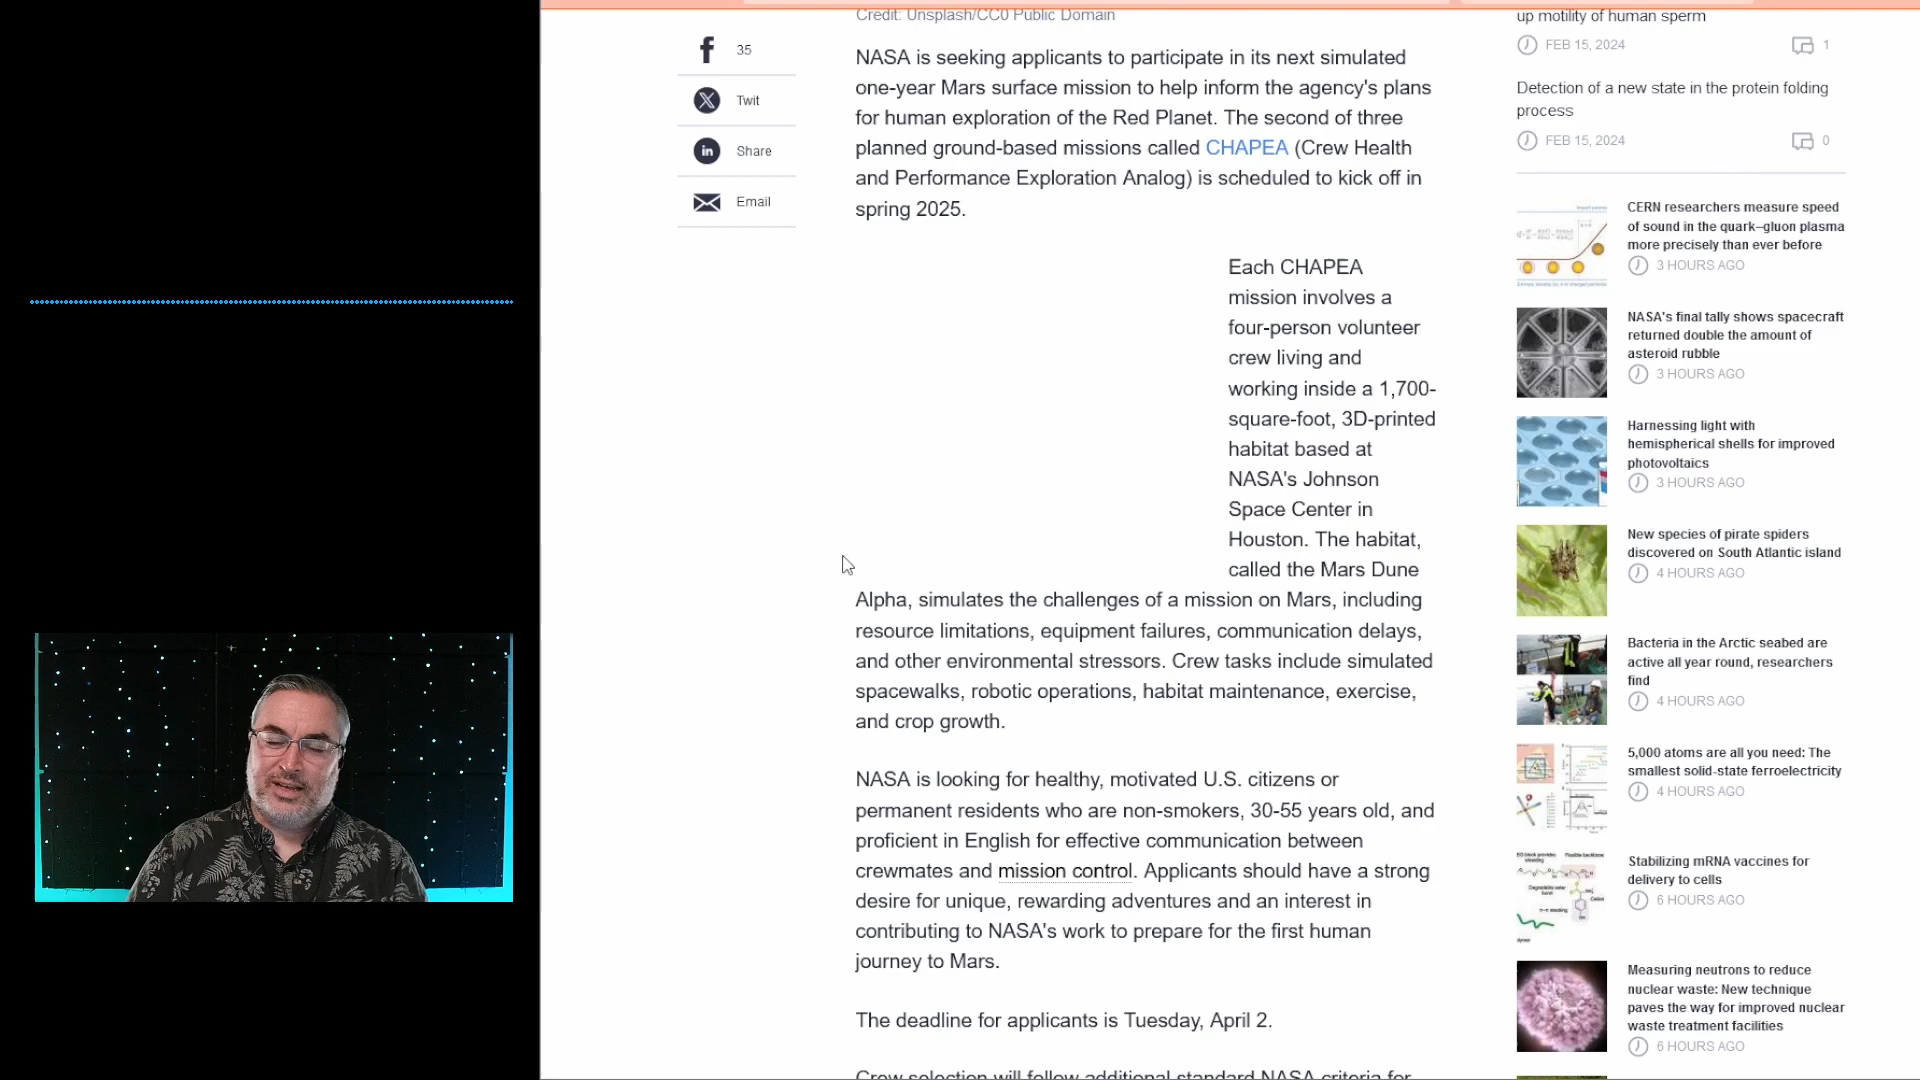 Credit: Unsplash/CC0 Public Domain
35
Twit
Share
Email
NASA is seeking applicants to participate in its next simulated
one-year Mars surface mission to help inform the agency's plans
for human exploration of the Red Planet. The second of three
planned ground-based missions called CHAPEA (Crew Health
and Performance Exploration Analog) is scheduled to kick off in
spring 2025.
Each CHAPEA
mission involves a
four-person volunteer
crew living and
working inside a 1,700-
square-foot, 3D-printed
habitat based at
NASA's Johnson
Space Center in
Houston. The habitat,
called the Mars Dune
Alpha, simulates the challenges of a mission on Mars, including
resource limitations, equipment failures, communication delays,
and other environmental stressors. Crew tasks include simulated
spacewalks, robotic operations, habitat maintenance, exercise,
and crop growth.
NASA is looking for healthy, motivated U.S. citizens or
permanent residents who are non-smokers, 30-55 years old, and
proficient in English for effective communication between
crewmates and mission control. Applicants should have a strong
desire for unique, rewarding adventures and an interest in
contributing to NASA's work to prepare for the first human
journey to Mars.
The deadline for applicants is Tuesday, April 2.
Crew selection will follow additional standard NASA criteria for
up motility of human sperm
FEB 15, 2024 1
Detection of a new state in the protein folding
process
FEB 15, 2024 0
CERN researchers measure speed
of sound in the quark–gluon plasma
more precisely than ever before
3 HOURS AGO
NASA's final tally shows spacecraft
returned double the amount of
asteroid rubble
3 HOURS AGO
Harnessing light with
hemispherical shells for improved
photovoltaics
3 HOURS AGO
New species of pirate spiders
discovered on South Atlantic island
4 HOURS AGO
Bacteria in the Arctic seabed are
active all year round, researchers
find
4 HOURS AGO
5,000 atoms are all you need: The
smallest solid-state ferroelectricity
4 HOURS AGO
Stabilizing mRNA vaccines for
delivery to cells
6 HOURS AGO
Measuring neutrons to reduce
nuclear waste: New technique
paves the way for improved nuclear
waste treatment facilities
6 HOURS AGO